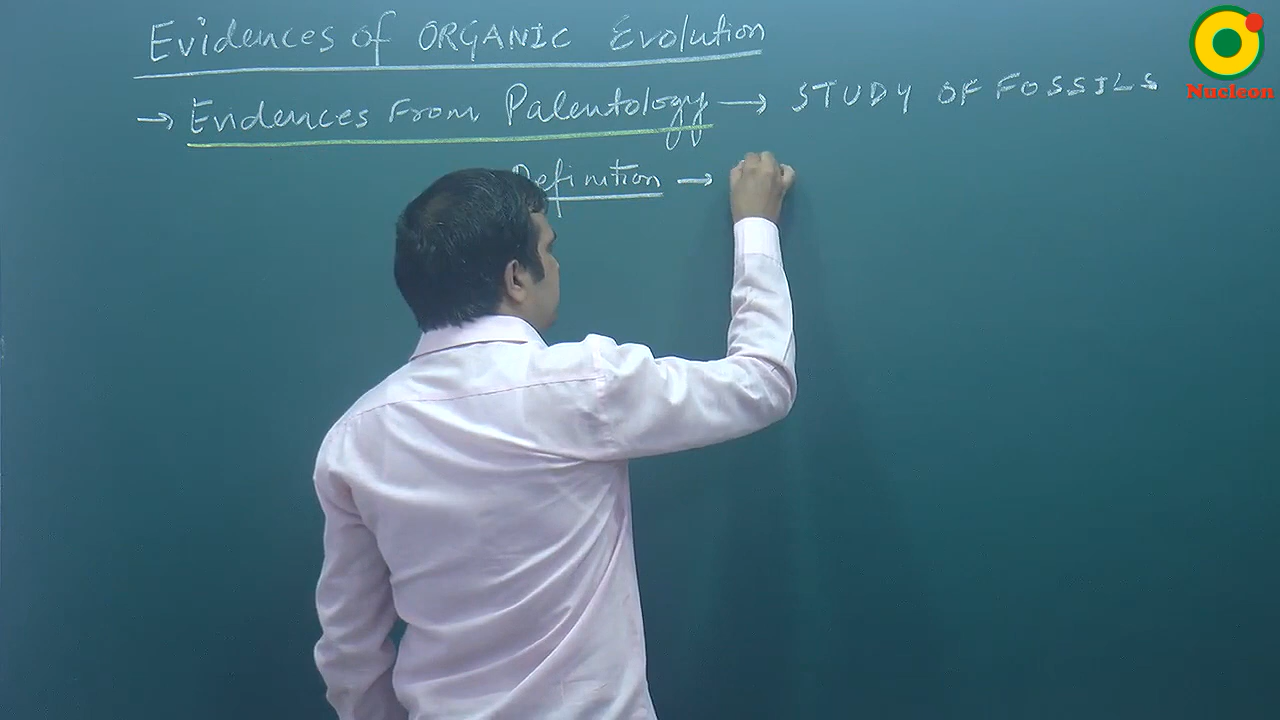 Evidences of ORGANIC Evolution
→ Evidences From Palentology → STUDY OF FOSSILS
Definition →
Nucleon